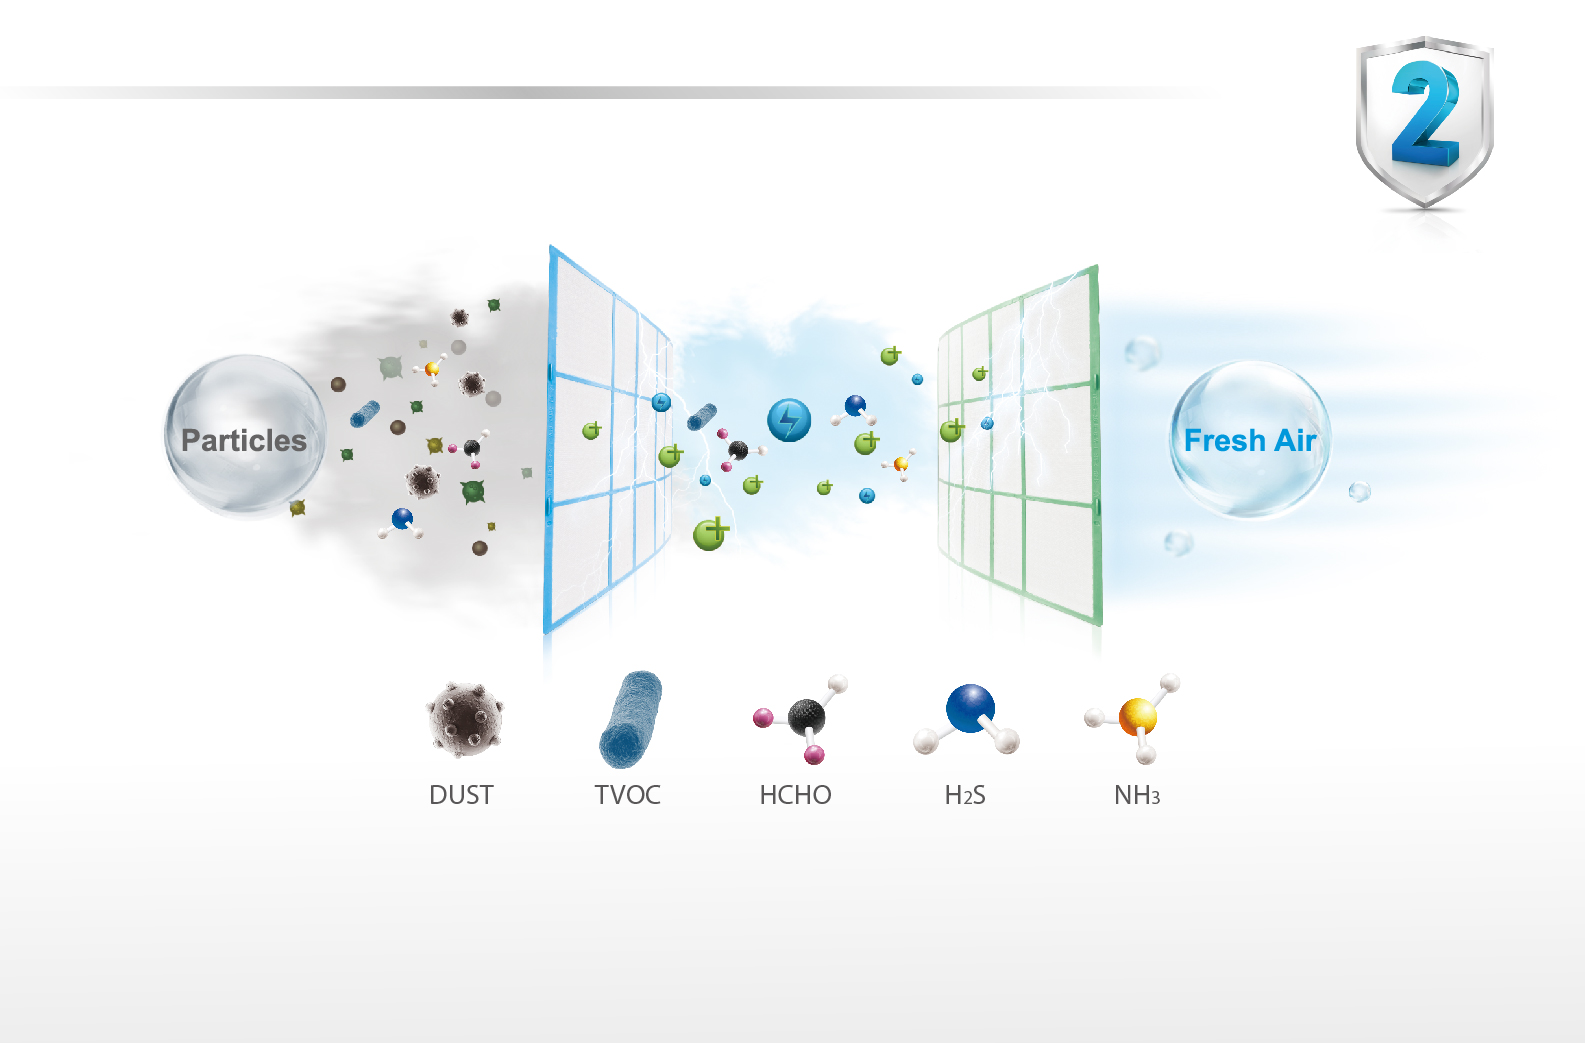 2
Particles
Fresh Air
DUST
TVOC
HCHO
H2S
NH3